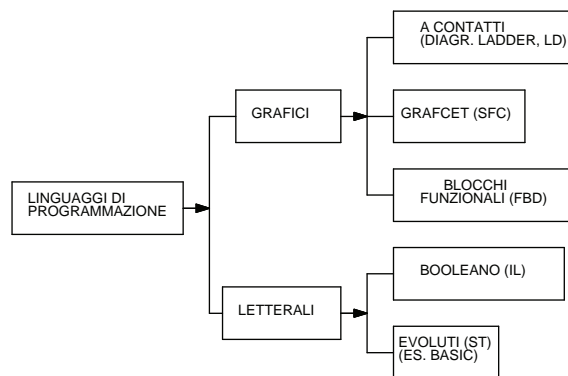 LINGUAGGI DI
PROGRAMMAZIONE
GRAFICI
A CONTATTI
(DIAGR. LADDER, LD)
GRAFCET (SFC)
BLOCCHI
FUNZIONALI (FBD)
LETTERALI
BOOLEANO (IL)
EVOLUTI (ST)
(ES. BASIC)